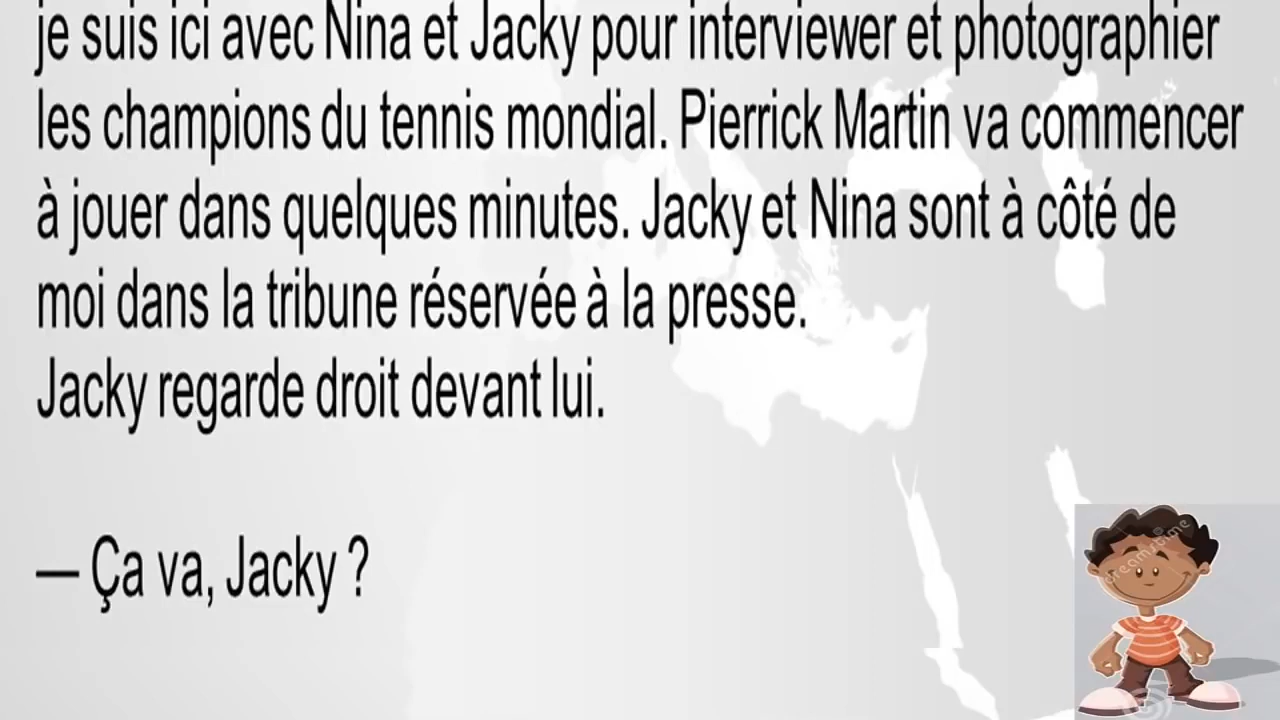 je suis ici avec Nina et Jacky pour interviewer et photographier
les champions du tennis mondial. Pierrick Martin va commencer
à jouer dans quelques minutes. Jacky et Nina sont à côté de
moi dans la tribune réservée à la presse.
Jacky regarde droit devant lui.
— Ça va, Jacky ?
dreamstime